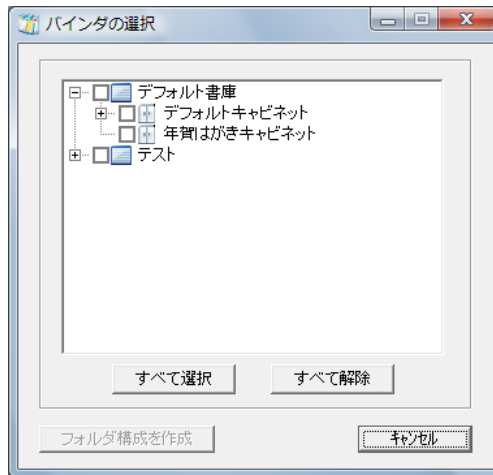 バインダの選択
デフォルト書庫
デフォルトキャビネット
年賀はがきキャビネット
テスト
すべて選択
すべて解除
フォルダ構成を作成
ｷｬﾝｾﾙ